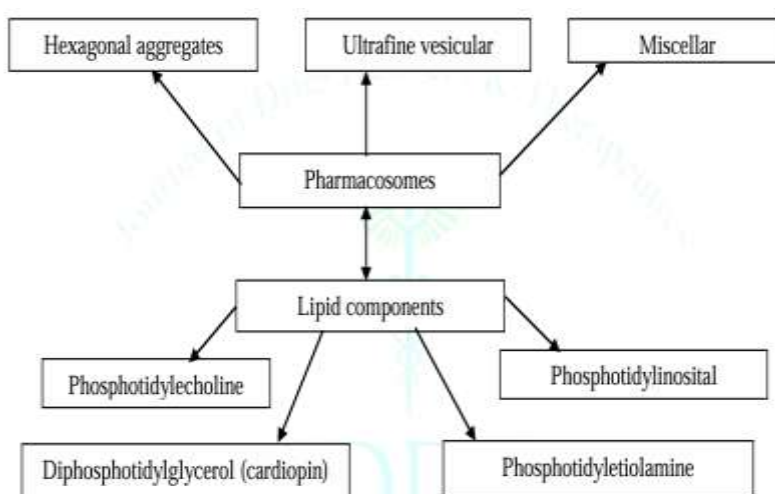 Hexagonal aggregates
Ultrafine vesicular
Miscellar
Pharmacosomes
Lipid components
Phosphotidylecholine
Phosphotidylinosital
Diphosphotidylglycerol (cardiopin)
Phosphotidyletiolamine